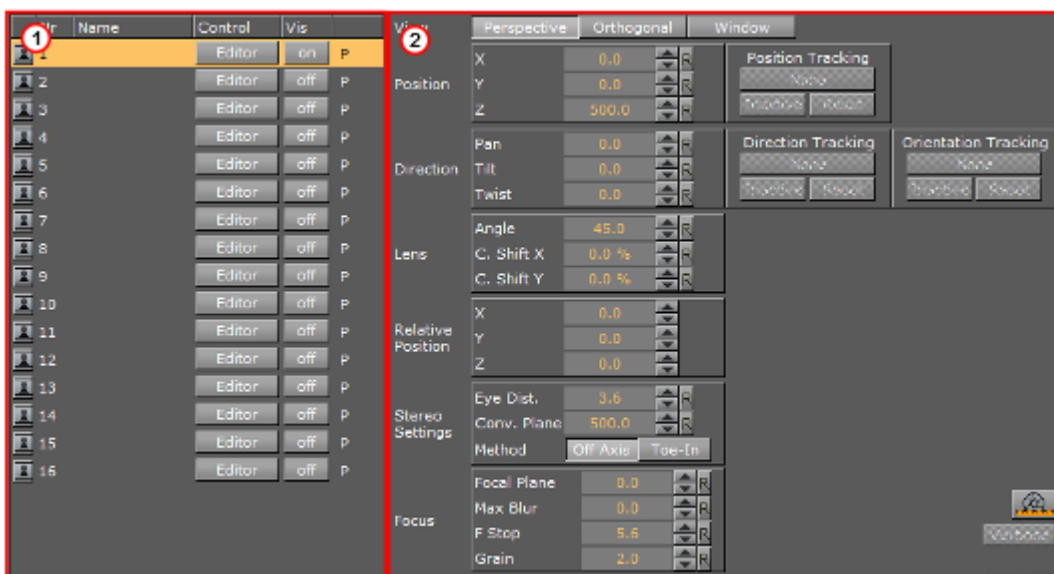 Nr Name Control Vis
1 Editor on P
2 Editor off P
3 Editor off P
4 Editor off P
5 Editor off P
6 Editor off P
7 Editor off P
8 Editor off P
9 Editor off P
10 Editor off P
11 Editor off P
12 Editor off P
13 Editor off P
14 Editor off P
15 Editor off P
16 Editor off P
1
2
Perspective Orthogonal Window
Position
X 0.0 R
Y 0.0 R
Z 500.0 R
Position Tracking
None
Direction
Pan 0.0 R
Tilt 0.0 R
Twist 0.0 R
Direction Tracking
None
Orientation Tracking
None
Lens
Angle 45.0 R
C. Shift X 0.0 % R
C. Shift Y 0.0 % R
Relative
Position
X 0.0
Y 0.0
Z 0.0
Stereo
Settings
Eye Dist. 3.6 R
Conv. Plane 500.0 R
Method Off Axis Toe-In
Focus
Focal Plane 0.0 R
Max Blur 0.0 R
F Stop 5.6 R
Grain 2.0 R